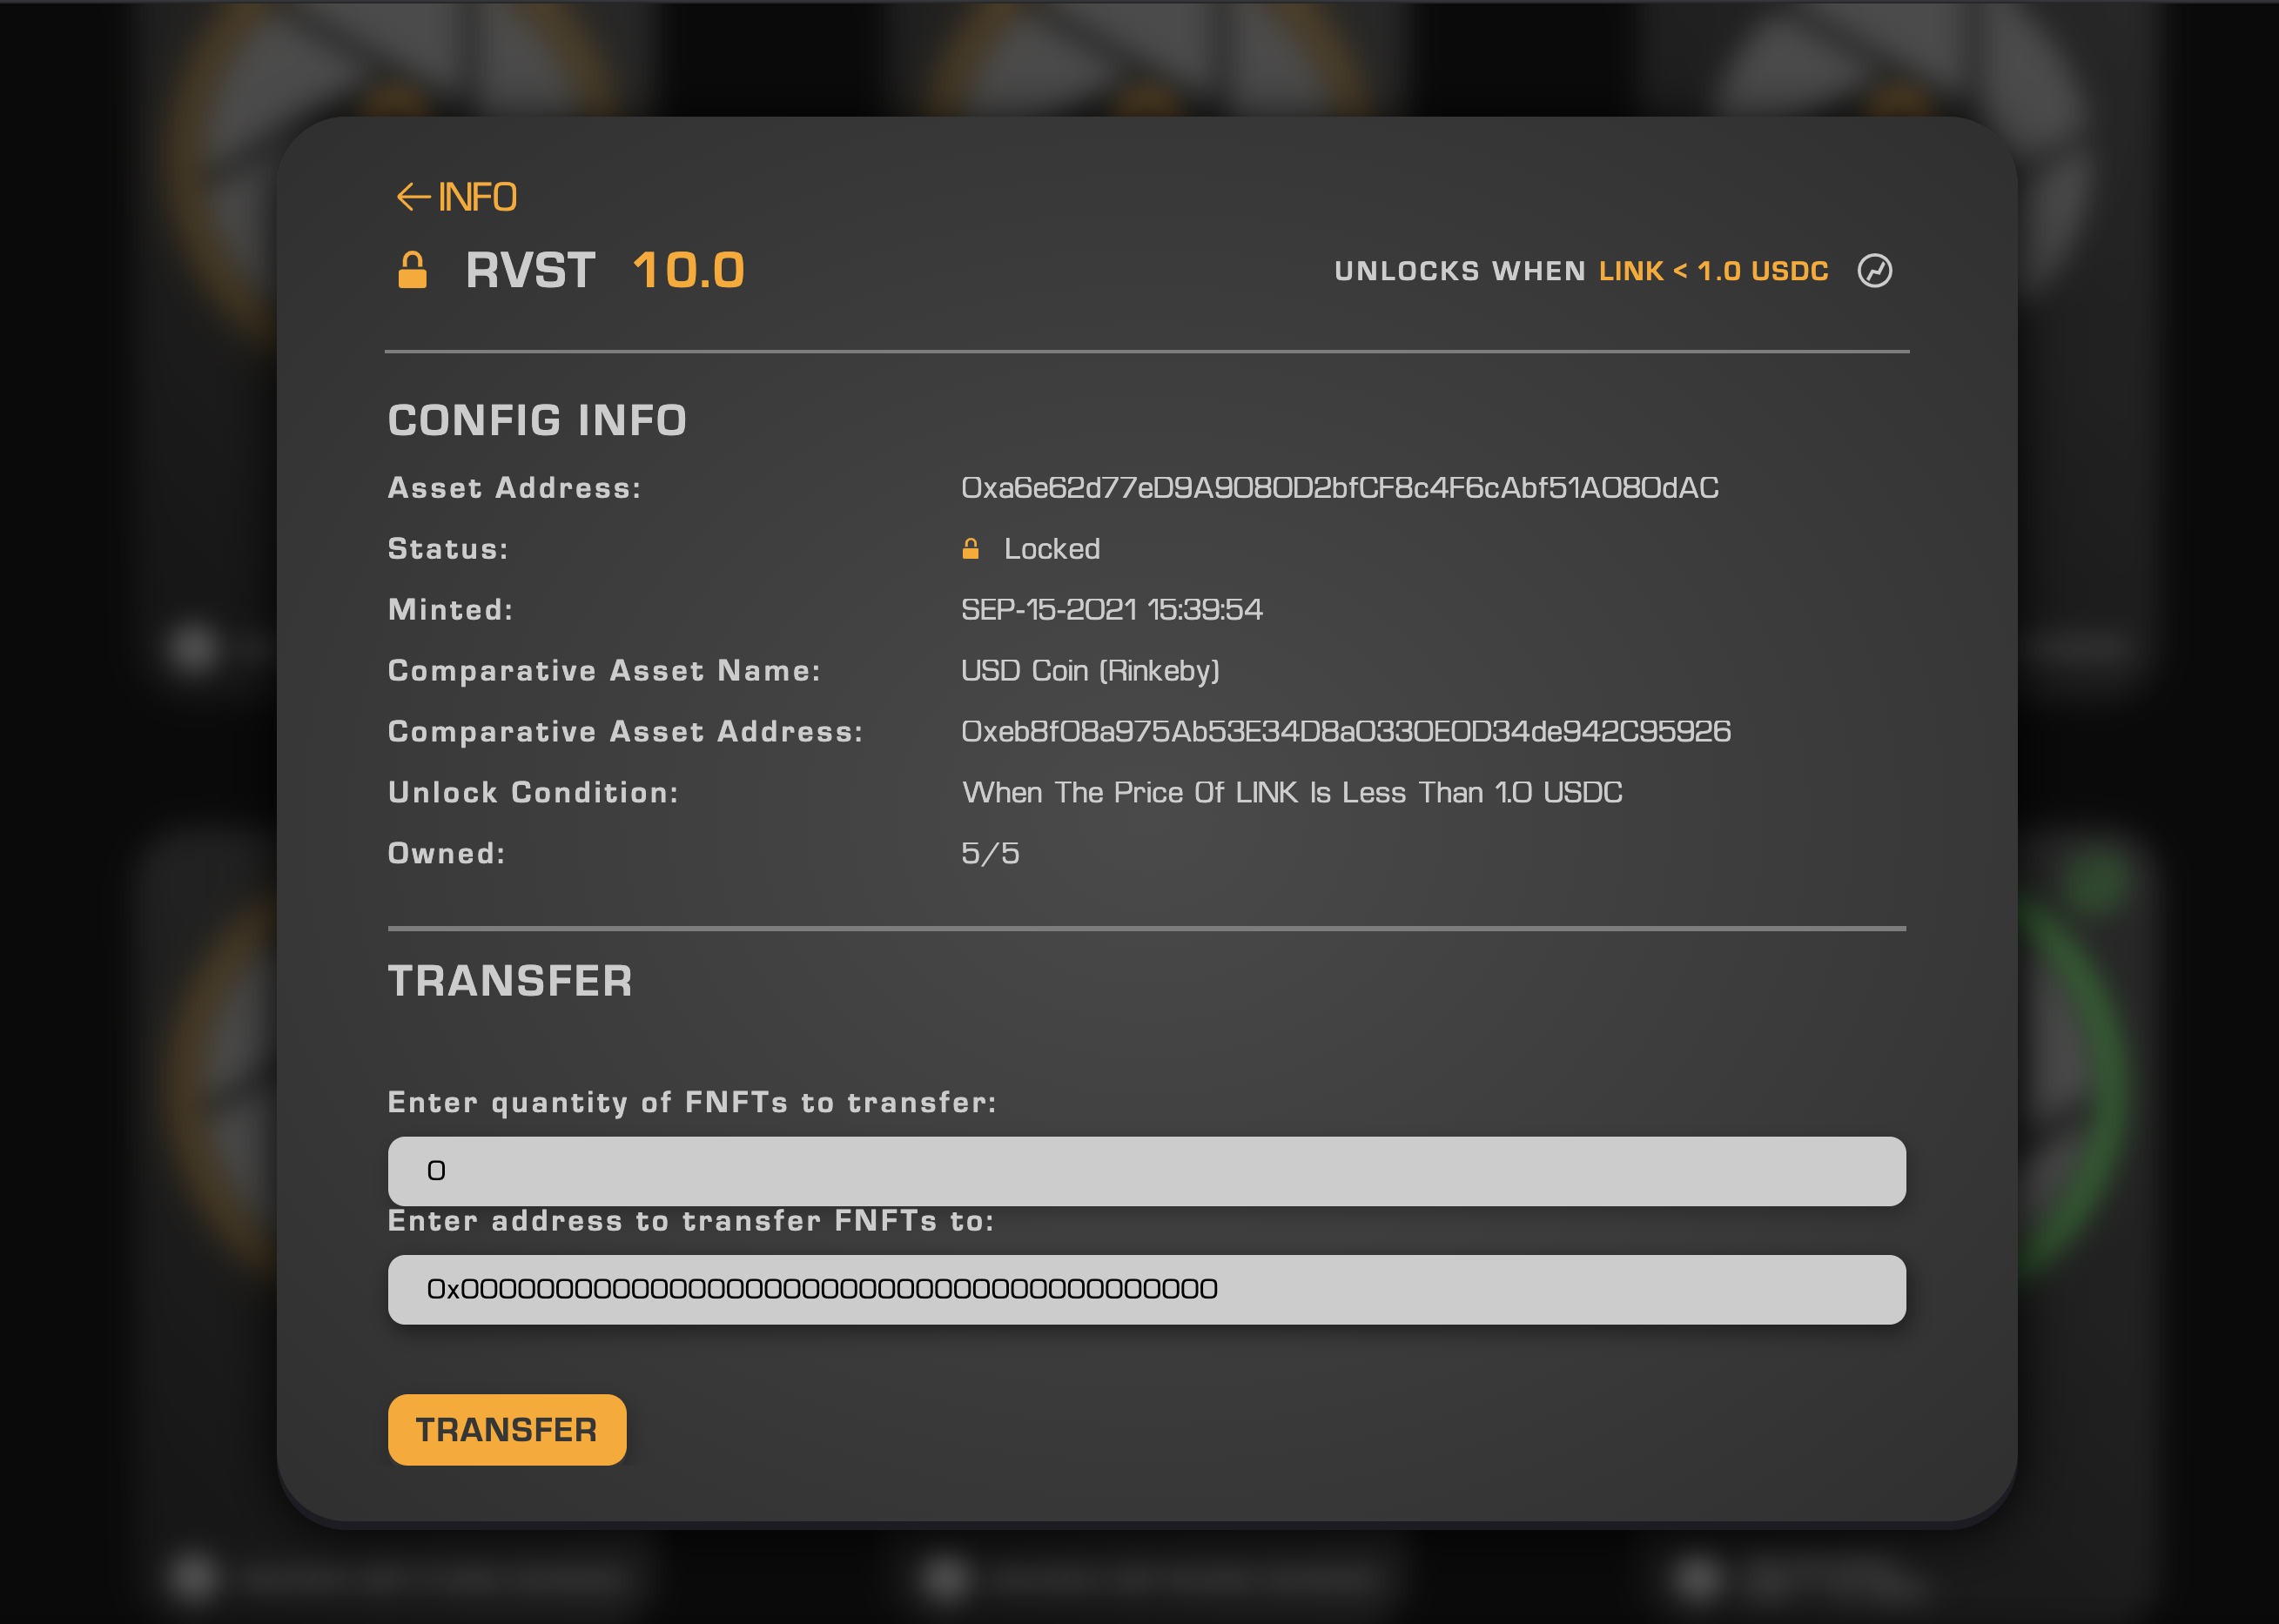 INFO
RVST 10.0
UNLOCKS WHEN LINK < 1.0 USDC
CONFIG INFO
Asset Address: 0xa6e62d77eD9A9080D2bfCF8c4F6cAbf51A080dAC
Status: Locked
Minted: SEP-15-2021 15:39:54
Comparative Asset Name: USD Coin (Rinkeby)
Comparative Asset Address: 0xeb8f08a975Ab53E34D8a0330E0D34de942C95926
Unlock Condition: When The Price Of LINK Is Less Than 1.0 USDC
Owned: 5/5
TRANSFER
Enter quantity of FNFTs to transfer:
0
Enter address to transfer FNFTs to:
0x0000000000000000000000000000000000000000
TRANSFER